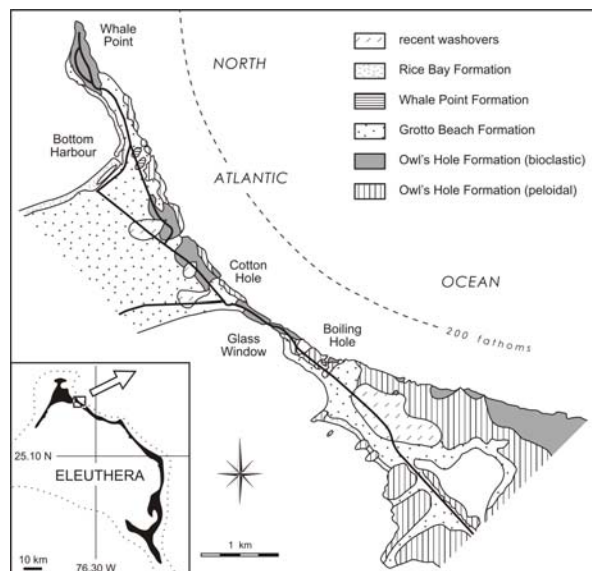 Whale
Point
NORTH
recent washovers
Rice Bay Formation
Whale Point Formation
Grotto Beach Formation
Owl's Hole Formation (bioclastic)
Owl's Hole Formation (peloidal)
Bottom
Harbour
ATLANTIC
Cotton
Hole
OCEAN
Glass
Window
Boiling
Hole
200 fathoms
25.10 N
ELEUTHERA
10 km
76.30 W
1 km